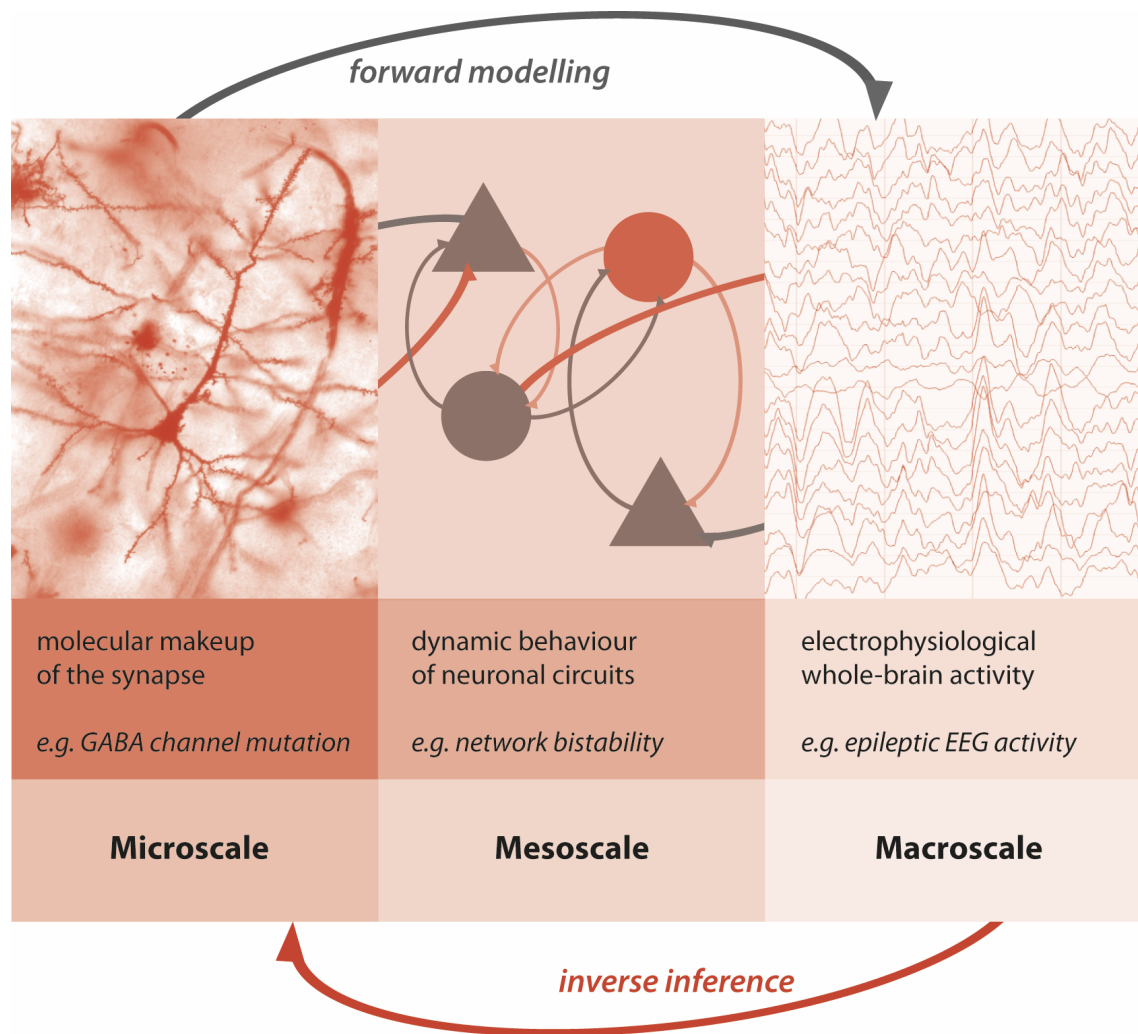 forward modelling
molecular makeup
of the synapse
e.g. GABA channel mutation
dynamic behaviour
of neuronal circuits
e.g. network bistability
electrophysiological
whole-brain activity
e.g. epileptic EEG activity
Microscale
Mesoscale
Macroscale
inverse inference